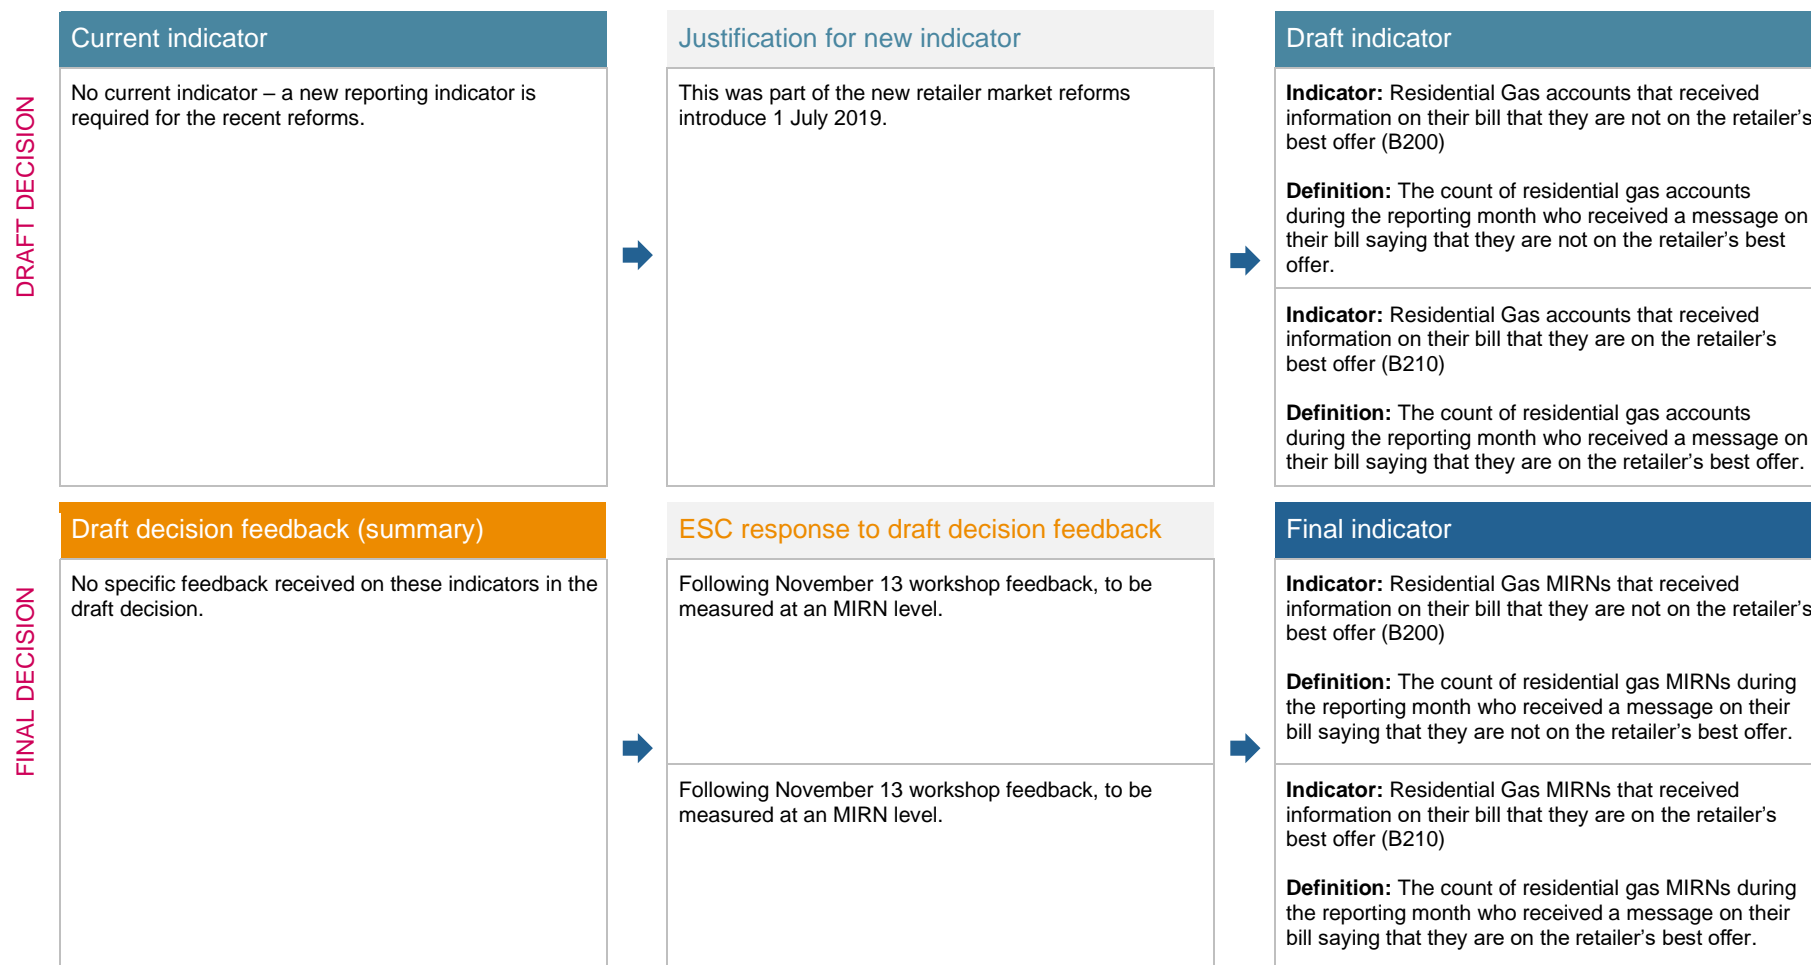 DRAFT DECISION
Current indicator
No current indicator – a new reporting indicator is
required for the recent reforms.
Justification for new indicator
This was part of the new retailer market reforms
introduce 1 July 2019.
Draft indicator
Indicator: Residential Gas accounts that received
information on their bill that they are not on the retailer's
best offer (B200)
Definition: The count of residential gas accounts
during the reporting month who received a message on
their bill saying that they are not on the retailer's best
offer.
Indicator: Residential Gas accounts that received
information on their bill that they are on the retailer's
best offer (B210)
Definition: The count of residential gas accounts
during the reporting month who received a message on
their bill saying that they are on the retailer's best offer.
FINAL DECISION
Draft decision feedback (summary)
No specific feedback received on these indicators in the
draft decision.
ESC response to draft decision feedback
Following November 13 workshop feedback, to be
measured at an MIRN level.
Following November 13 workshop feedback, to be
measured at an MIRN level.
Final indicator
Indicator: Residential Gas MIRNs that received
information on their bill that they are not on the retailer's
best offer (B200)
Definition: The count of residential gas MIRNs during
the reporting month who received a message on their
bill saying that they are not on the retailer's best offer.
Indicator: Residential Gas MIRNs that received
information on their bill that they are on the retailer's
best offer (B210)
Definition: The count of residential gas MIRNs during
the reporting month who received a message on their
bill saying that they are on the retailer's best offer.